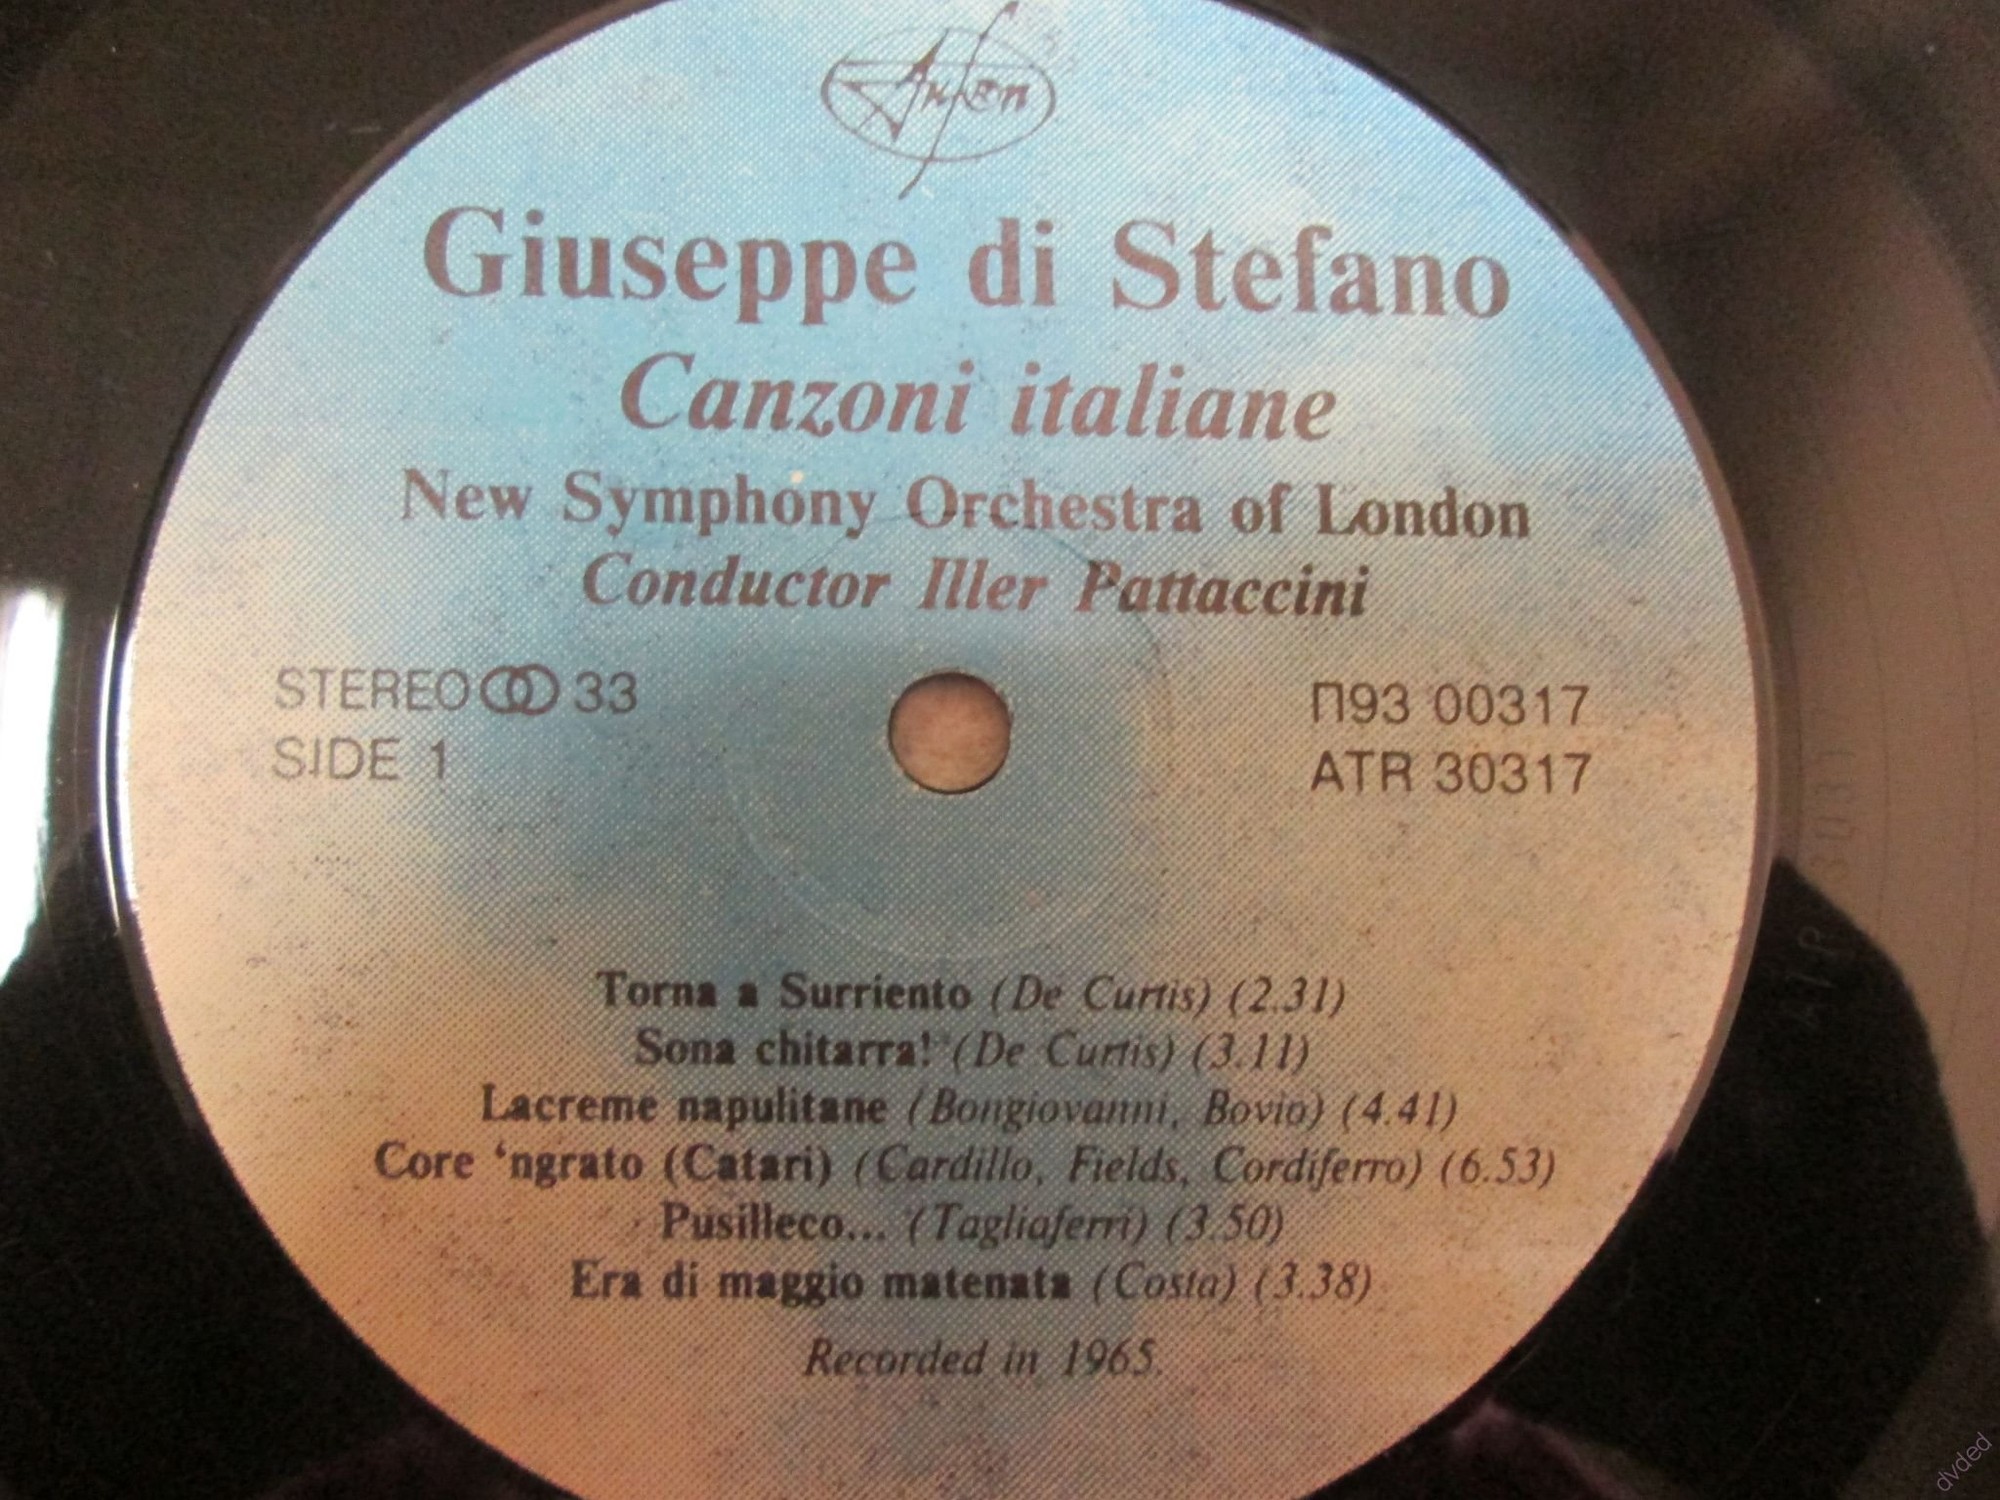 Анзоп
Giuseppe di Stefano
Canzoni italiane
New Symphony Orchestra of London
Conductor Iller Pattaccini
STEREO 33
SIDE 1
П93 00317
ATR 30317
Torna a Surriento (De Curtis) (2.31)
Sona chitarra! (De Curtis) (3.11)
Lacreme napulitane (Bongiovanni, Bovio) (4.41)
Core ‘ngrato (Catari) (Cardillo, Fields, Cordiferro) (6.53)
Pusilleco... (Tagliaferri) (3.50)
Era di maggio matenata (Costa) (3.38)
Recorded in 1965
dvded